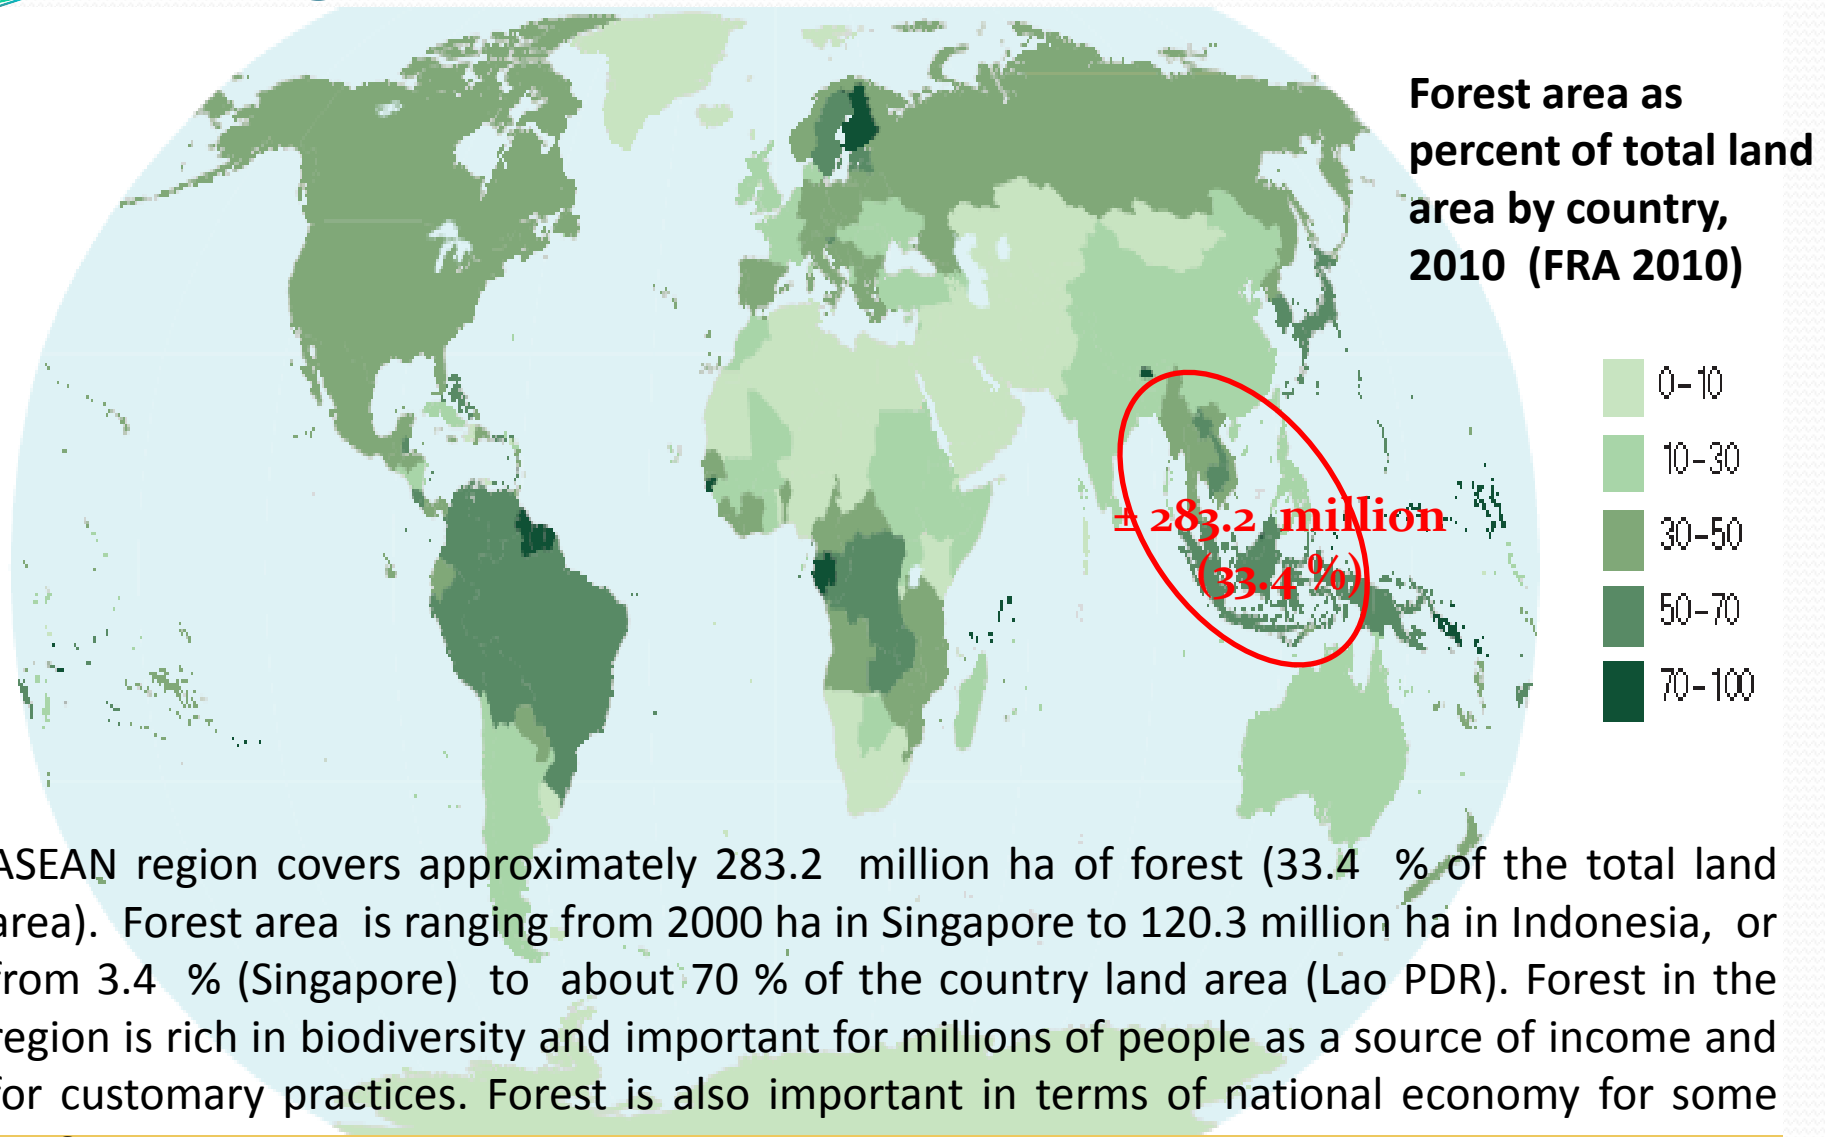 Forest area as
percent of total land
area by country,
2010 (FRA 2010)
0-10
10-30
30-50
50-70
70-100
± 283.2 million
(33.4 %)
ASEAN region covers approximately 283.2 million ha of forest (33.4 % of the total land
area). Forest area is ranging from 2000 ha in Singapore to 120.3 million ha in Indonesia, or
from 3.4 % (Singapore) to about 70 % of the country land area (Lao PDR). Forest in the
region is rich in biodiversity and important for millions of people as a source of income and
for customary practices. Forest is also important in terms of national economy for some